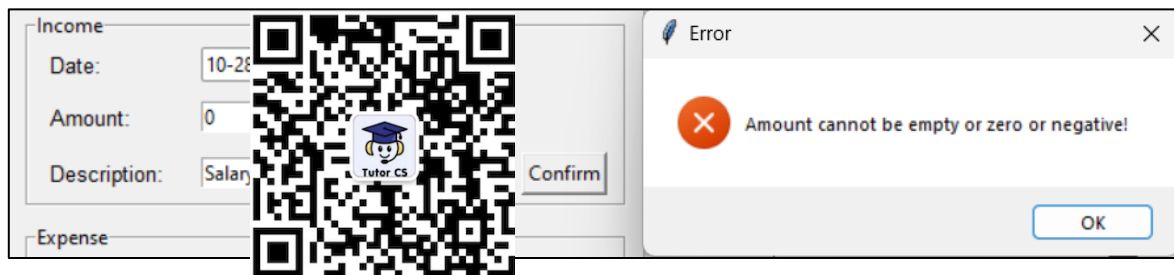 Income
Date:
10-28
Amount:
0
Description:
Confirm
Expense
Tutor CS
Error
Amount cannot be empty or zero or negative!
OK